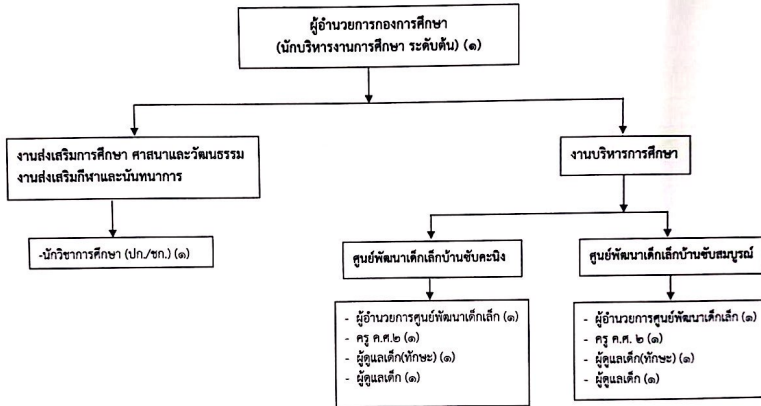 ผู้อำนวยการกองการศึกษา
(นักบริหารงานการศึกษา ระดับต้น) (๑)
งานส่งเสริมการศึกษา ศาสนาและวัฒนธรรม
งานส่งเสริมกีฬาและนันทนาการ
งานบริหารการศึกษา
-นักวิชาการศึกษา (ปก./ชก.) (๑)
ศูนย์พัฒนาเด็กเล็กบ้านซับคะนิง
ศูนย์พัฒนาเด็กเล็กบ้านซับสมบูรณ์
- ผู้อำนวยการศูนย์พัฒนาเด็กเล็ก (๑)
- ครู ค.ศ.๒ (๑)
- ผู้ดูแลเด็ก(ทักษะ) (๑)
- ผู้ดูแลเด็ก (๑)
- ผู้อำนวยการศูนย์พัฒนาเด็กเล็ก (๑)
- ครู ค.ศ. ๒ (๑)
- ผู้ดูแลเด็ก(ทักษะ) (๑)
- ผู้ดูแลเด็ก (๑)